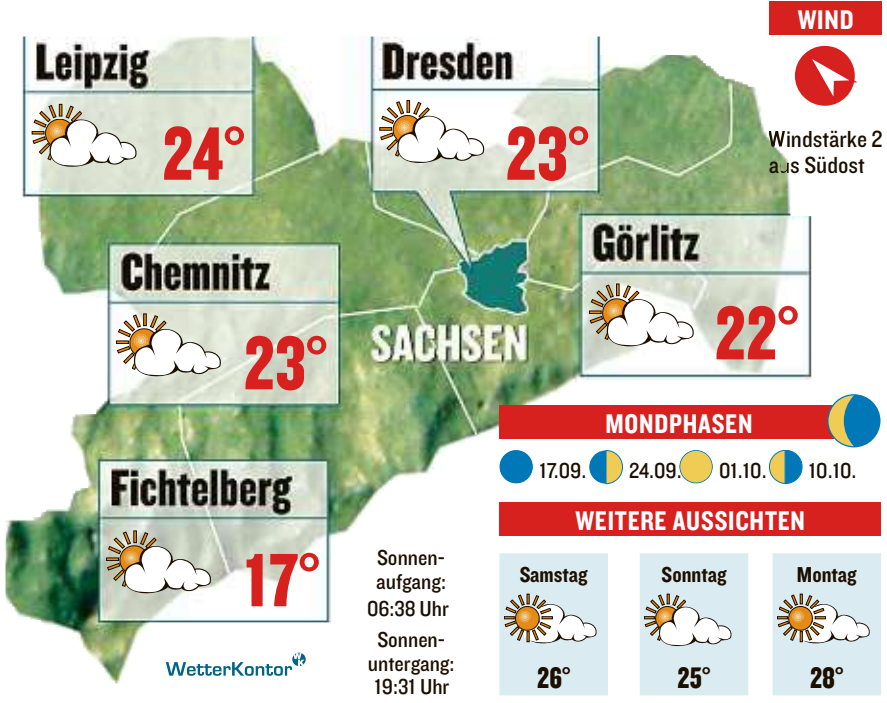 WIND
Windstärke 2
aus Südost
Leipzig
24°
Dresden
23°
Görlitz
22°
Chemnitz
23°
SACHSEN
Fichtelberg
17°
MONDPHASEN
17.09. 24.09. 01.10. 10.10.
WEITERE AUSSICHTEN
Samstag
26°
Sonntag
25°
Montag
28°
Sonnen-
aufgang:
06:38 Uhr
Sonnen-
untergang:
19:31 Uhr
WetterKontor